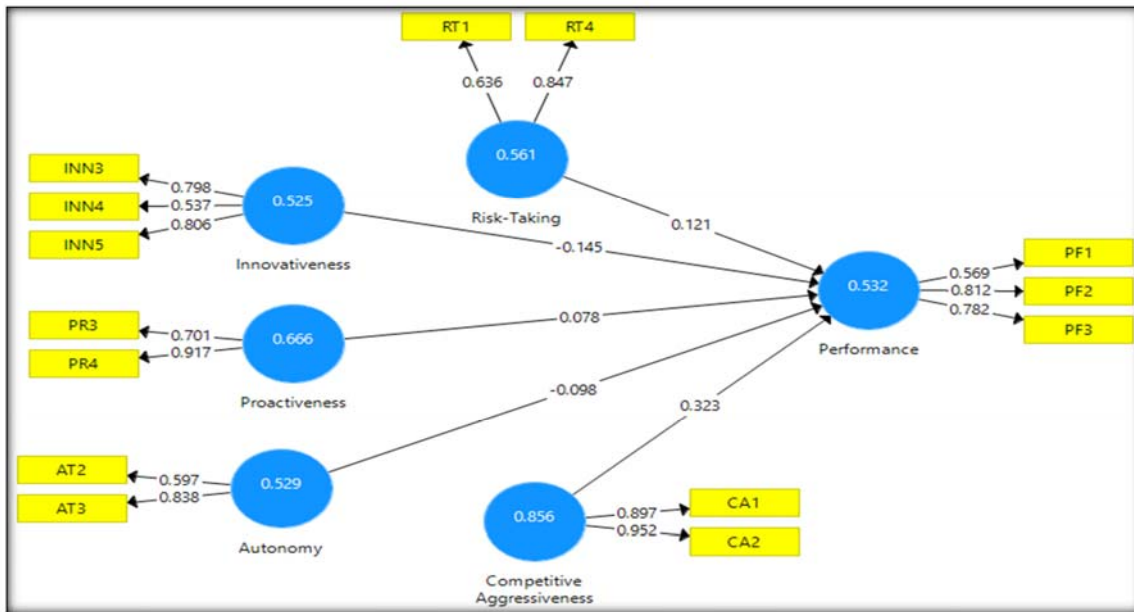 RT1
RT4
0.636
0.847
0.561
Risk-Taking
INN3
INN4
INN5
0.798
0.537
0.806
0.525
Innovativeness
0.121
-0.145
PR3
PR4
0.701
0.917
0.666
Proactiveness
0.078
0.532
Performance
0.569
0.812
0.782
PF1
PF2
PF3
AT2
AT3
0.597
0.838
0.529
Autonomy
-0.098
0.323
0.856
Competitive
Aggressiveness
0.897
0.952
CA1
CA2